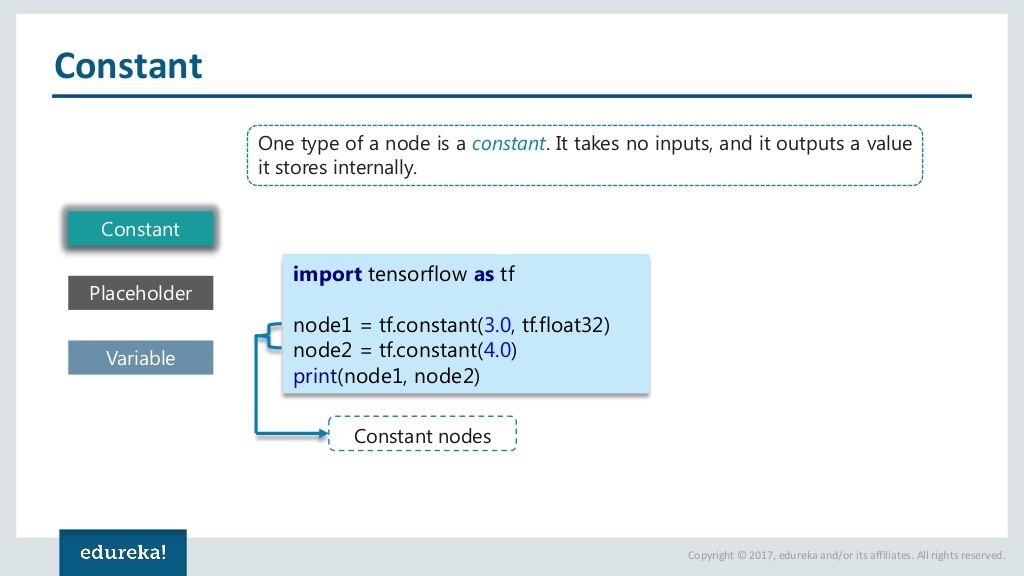 Constant
One type of a node is a constant. It takes no inputs, and it outputs a value
it stores internally.
Constant
Placeholder
Variable
import tensorflow as tf
node1 = tf.constant(3.0, tf.float32)
node2 = tf.constant(4.0)
print(node1, node2)
Constant nodes
edureka!
Copyright © 2017, edureka and/or its affiliates. All rights reserved.